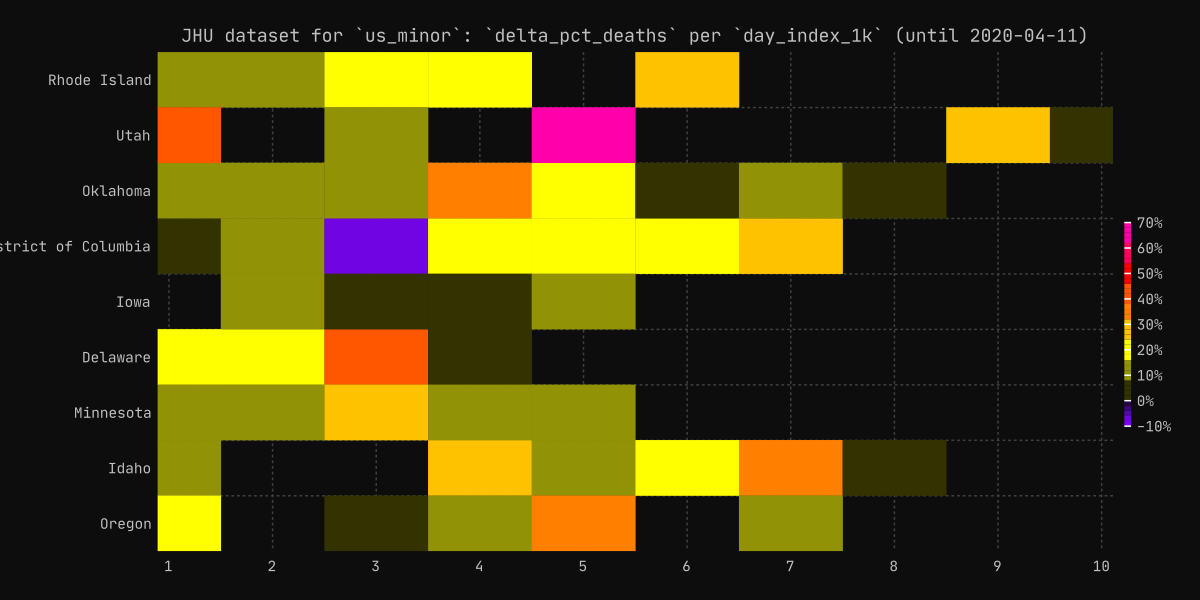 JHU dataset for `us_minor`: `delta_pct_deaths` per `day_index_1k` (until 2020-04-11)
Rhode Island
Utah
Oklahoma
strict of Columbia
Iowa
Delaware
Minnesota
Idaho
Oregon
70%
60%
50%
40%
30%
20%
10%
0%
-10%
1 2 3 4 5 6 7 8 9 10